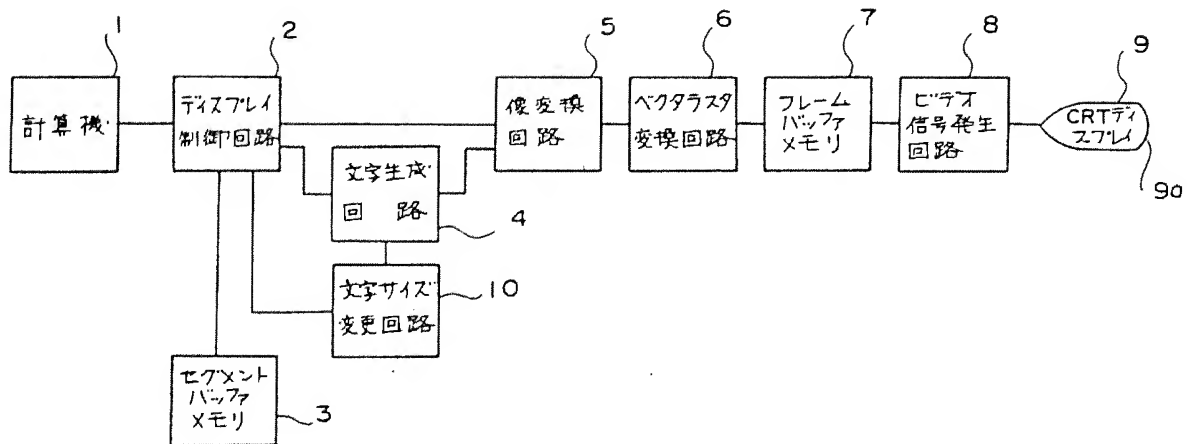 1
計算機
2
ディスプレイ
制御回路
5
像変換
回路
6
ベクタラスタ
変換回路
7
フレーム
バッファ
メモリ
8
ビデオ
信号発生
回路
9
CRTディ
スプレイ
9a
文字生成
回路
4
文字サイズ
変更回路
10
セグメント
バッファ
メモリ
3